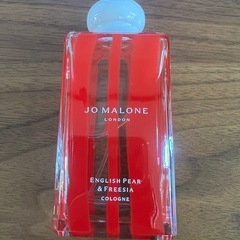 JO MALONE
LONDON
ENGLISH PEAR
& FREESIA
COLOGNE